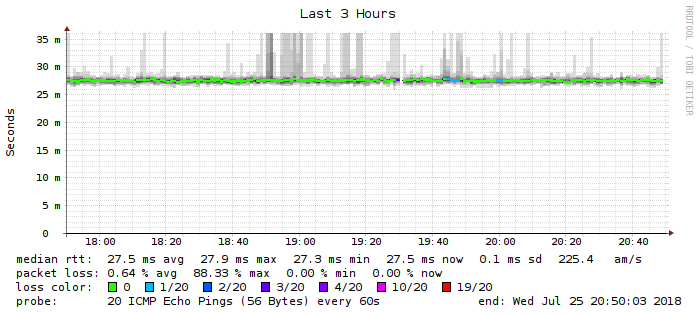 Last 3 Hours
RRDTOOL / TOBI OETIKER
Seconds
35 m
30 m
25 m
20 m
15 m
10 m
5 m
0
18:00 18:20 18:40 19:00 19:20 19:40 20:00 20:20 20:40
median rtt: 27.5 ms avg 27.9 ms max 27.3 ms min 27.5 ms now 0.1 ms sd 225.4 am/s
packet loss: 0.64 % avg 88.33 % max 0.00 % min 0.00 % now
loss color: 0 1/20 2/20 3/20 4/20 10/20 19/20
probe: 20 ICMP Echo Pings (56 Bytes) every 60s end: Wed Jul 25 20:50:03 2018